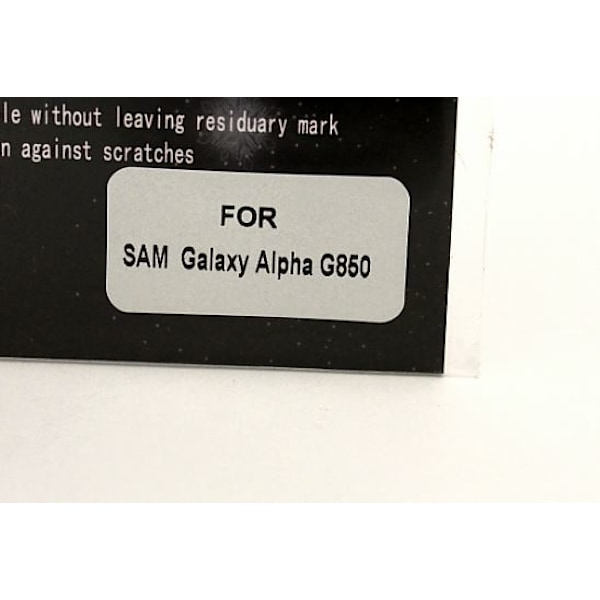 le without leaving residuary mark
n against scratches
FOR
SAM Galaxy Alpha G850